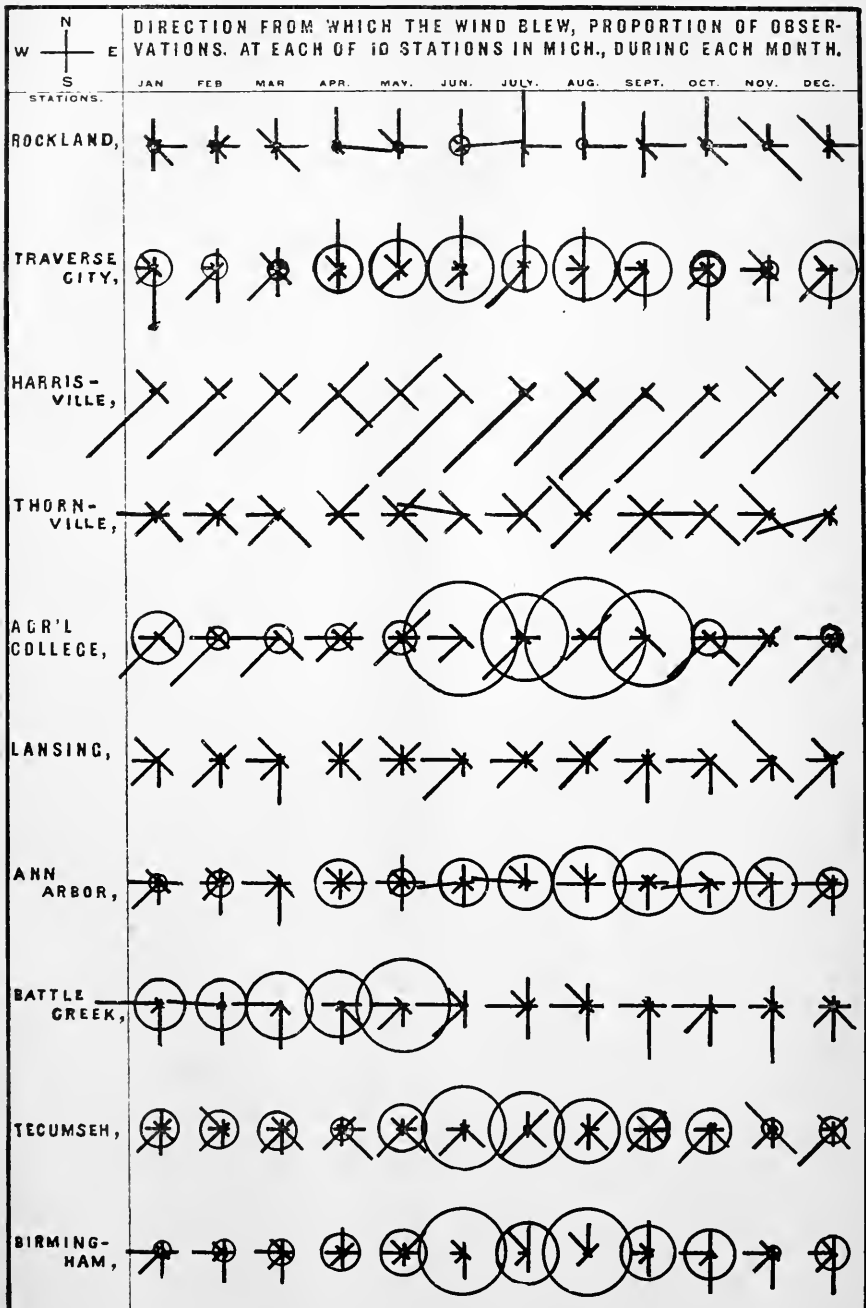 N
W E
S
DIRECTION FROM WHICH THE WIND BLEW, PROPORTION OF OBSER-
VATIONS. AT EACH OF 10 STATIONS IN MICH., DURING EACH MONTH.
STATIONS.
JAN FEB MAR APR. MAY. JUN. JULY. AUG. SEPT. OCT. NOV. DEC.
ROCKLAND,
TRAVERSE
CITY,
HARRIS-
VILLE,
THORN-
VILLE,
AGR'L
COLLEGE,
LANSING,
ANN
ARBOR,
BATTLE
CREEK,
TECUMSEH,
BIRMING-
HAM,